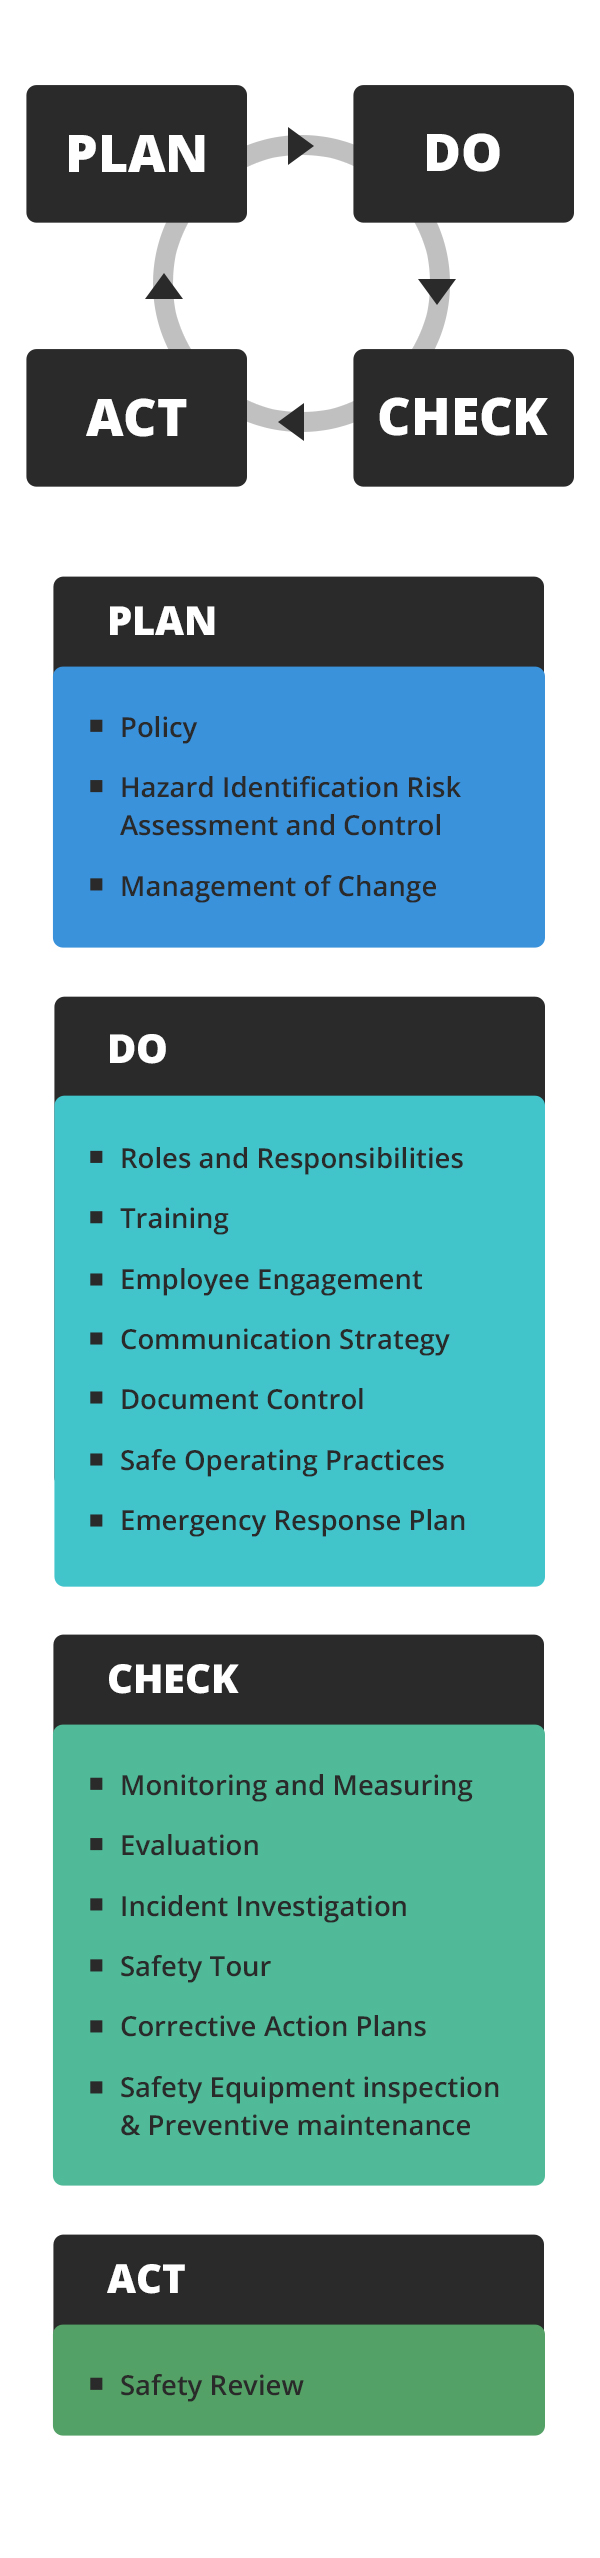 PLAN
DO
ACT
CHECK
PLAN
Policy
Hazard Identification Risk
Assessment and Control
Management of Change
DO
Roles and Responsibilities
Training
Employee Engagement
Communication Strategy
Document Control
Safe Operating Practices
Emergency Response Plan
CHECK
Monitoring and Measuring
Evaluation
Incident Investigation
Safety Tour
Corrective Action Plans
Safety Equipment inspection
& Preventive maintenance
ACT
Safety Review